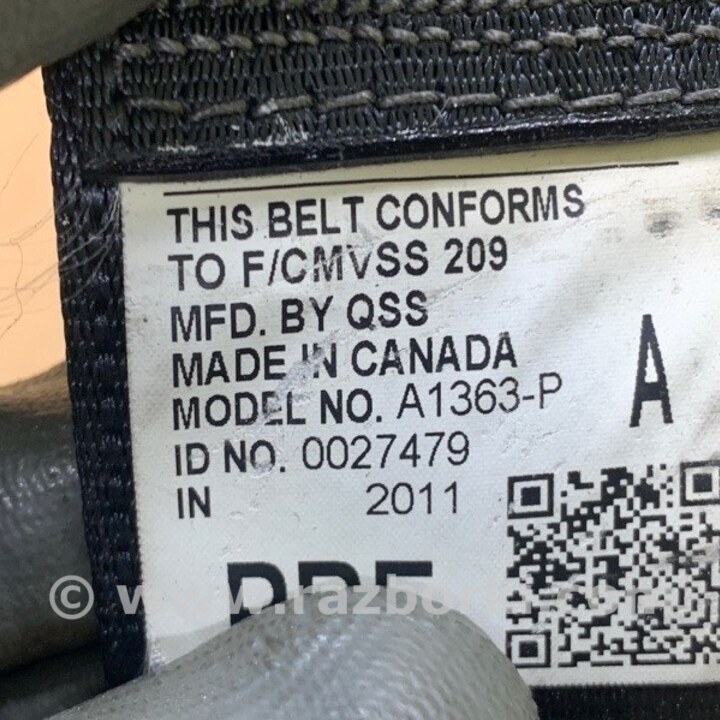 THIS BELT CONFORMS
TO F/CMVSS 209
MFD. BY QSS
MADE IN CANADA
MODEL NO. A1363-P
A
ID NO. 0027479
IN 2011